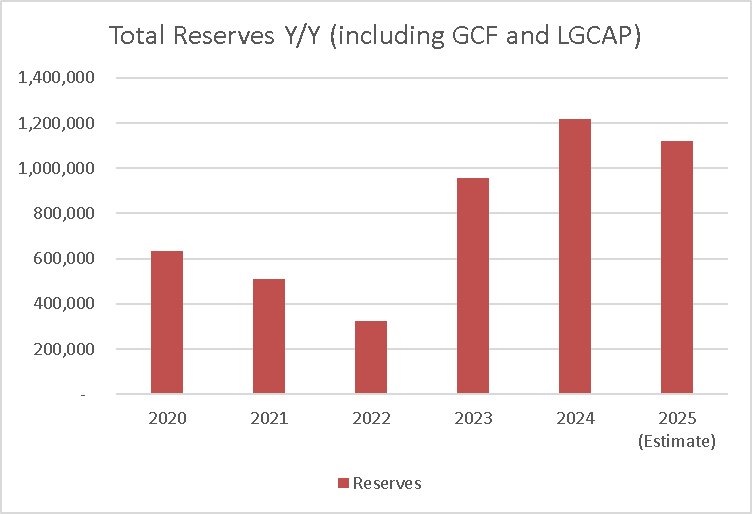 Total Reserves Y/Y (including GCF and LGCAP)
1,400,000
1,200,000
1,000,000
800,000
600,000
400,000
200,000
-
2020 2021 2022 2023 2024 2025
(Estimate)
Reserves